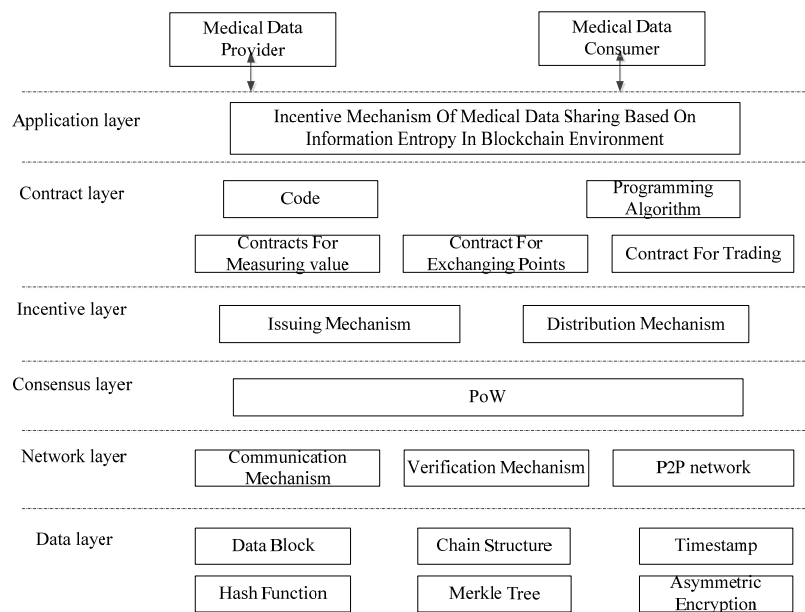 Medical Data
Provider
Medical Data
Consumer
Application layer
Incentive Mechanism Of Medical Data Sharing Based On
Information Entropy In Blockchain Environment
Contract layer
Code
Programming
Algorithm
Contracts For
Measuring value
Contract For
Exchanging Points
Contract For Trading
Incentive layer
Issuing Mechanism
Distribution Mechanism
Consensus layer
PoW
Network layer
Communication
Mechanism
Verification Mechanism
P2P network
Data layer
Data Block
Chain Structure
Timestamp
Hash Function
Merkle Tree
Asymmetric
Encryption